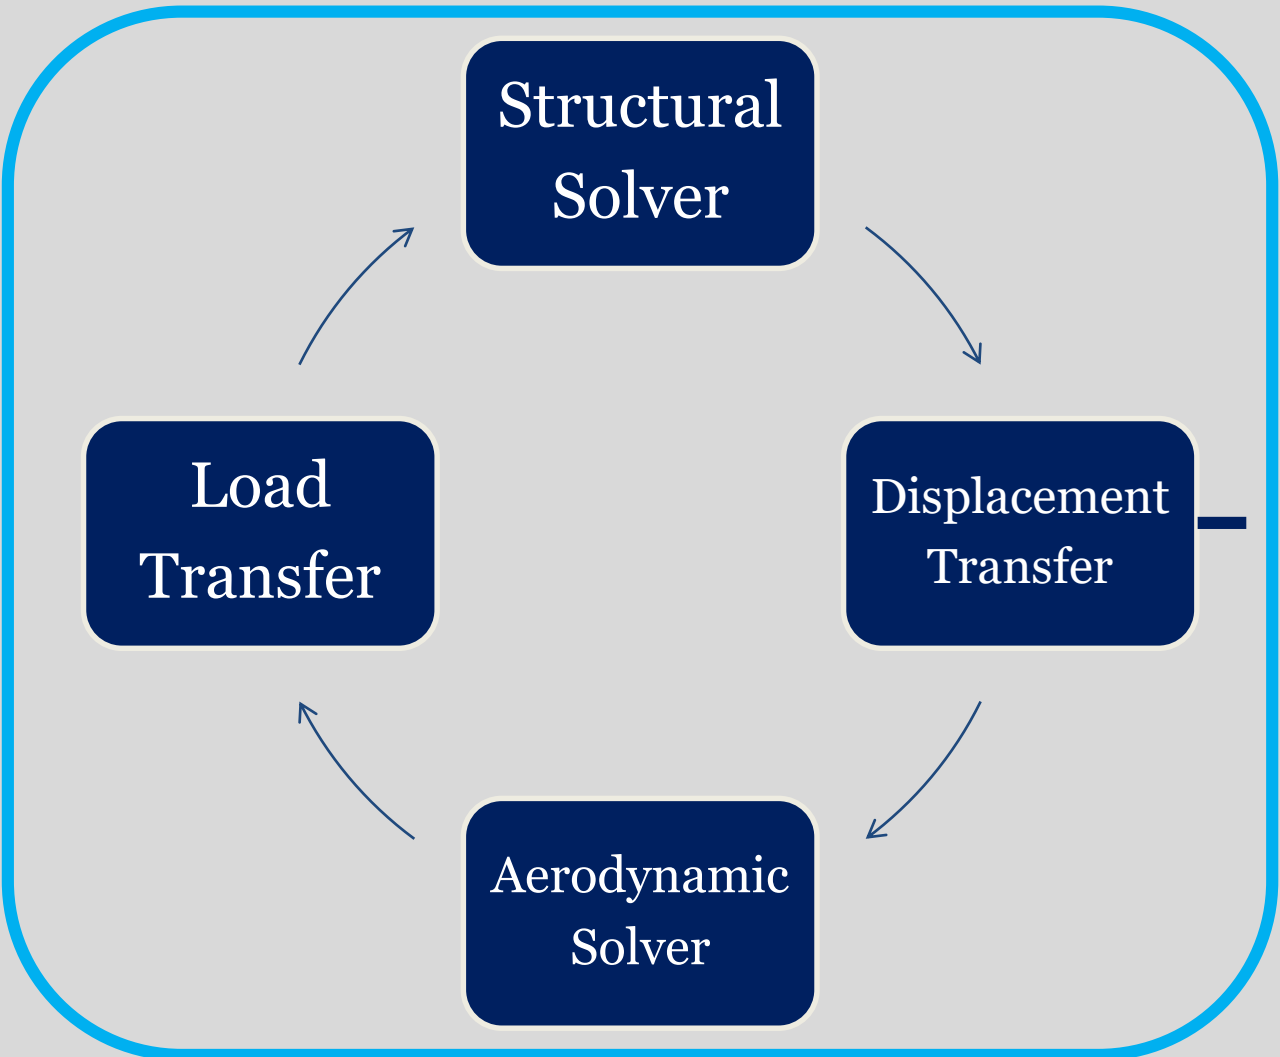 Structural
Solver
Load
Transfer
Displacement
Transfer
Aerodynamic
Solver